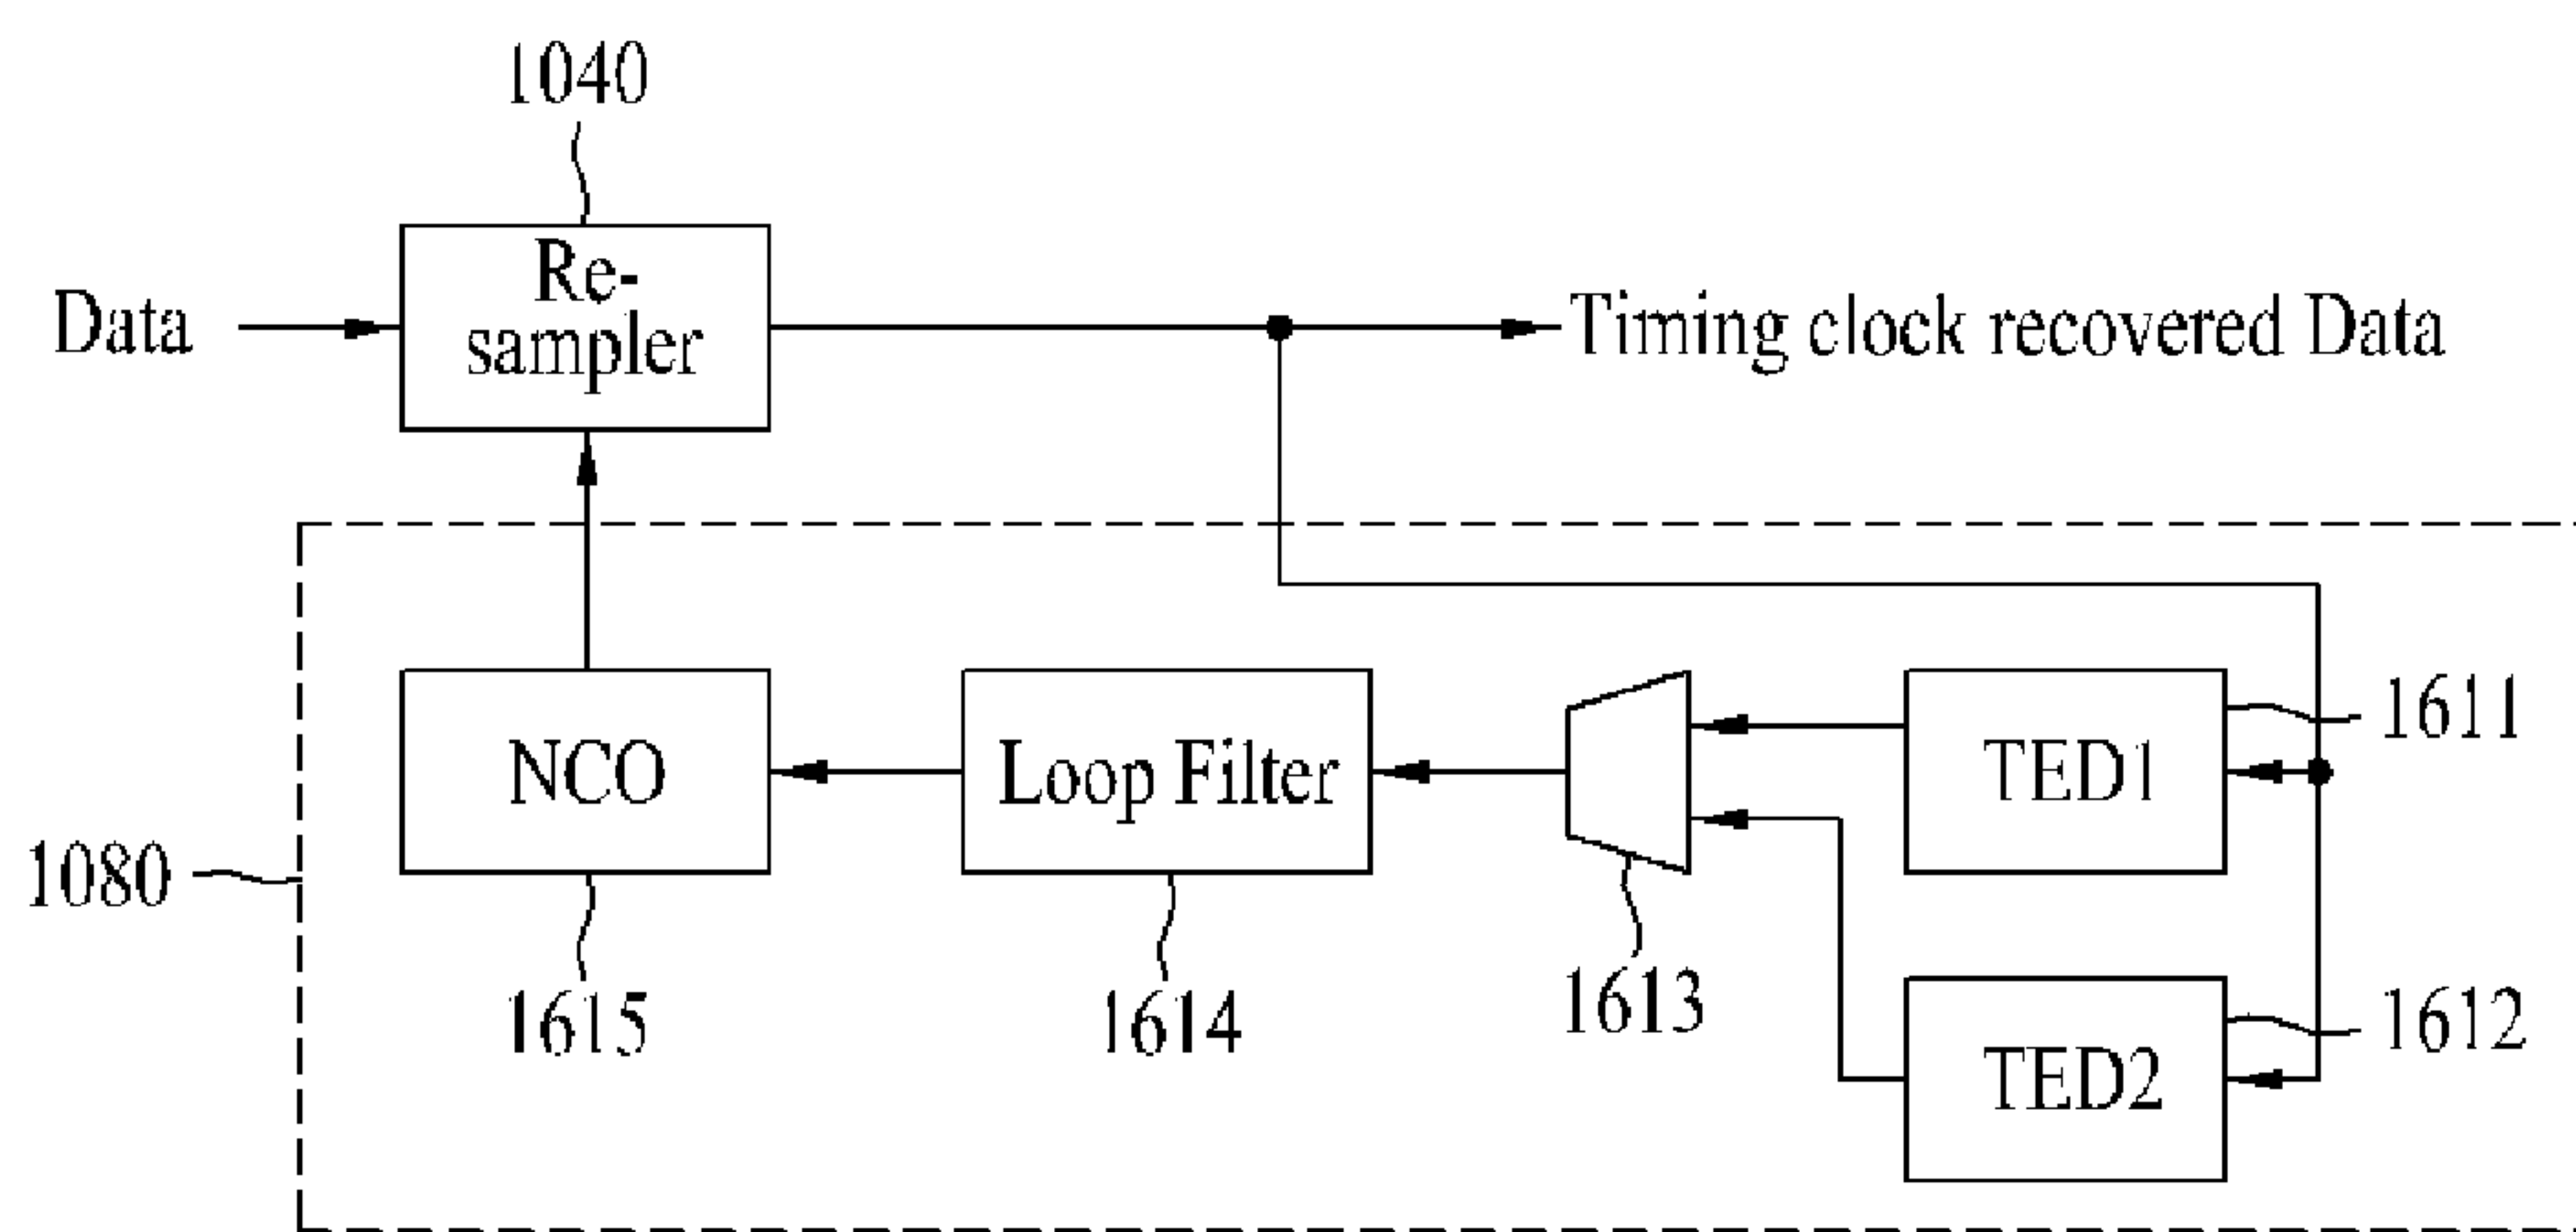 1040
Re-
sampler
Data
Timing clock recovered Data
NCO
Loop Filter
TED1
1611
1080
1615
1614
1613
TED2
1612